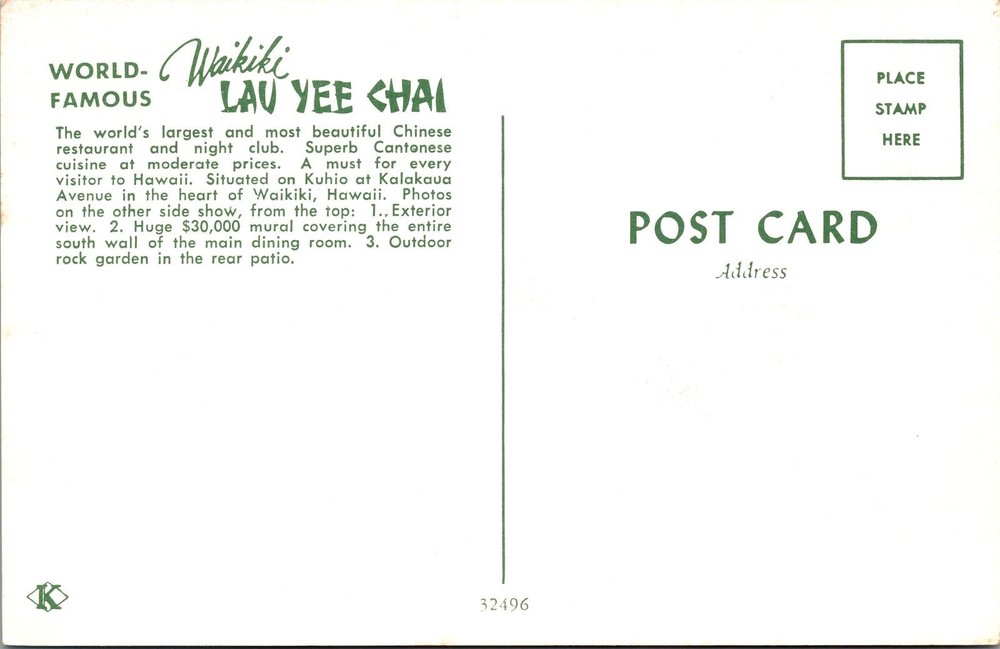 WORLD- Waikiki
FAMOUS LAU YEE CHAI
The world's largest and most beautiful Chinese
restaurant and night club. Superb Cantonese
cuisine at moderate prices. A must for every
visitor to Hawaii. Situated on Kuhio at Kalakaua
Avenue in the heart of Waikiki, Hawaii. Photos
on the other side show, from the top: 1., Exterior
view. 2. Huge $30,000 mural covering the entire
south wall of the main dining room. 3. Outdoor
rock garden in the rear patio.
PLACE
STAMP
HERE
POST CARD
Address
K
32496